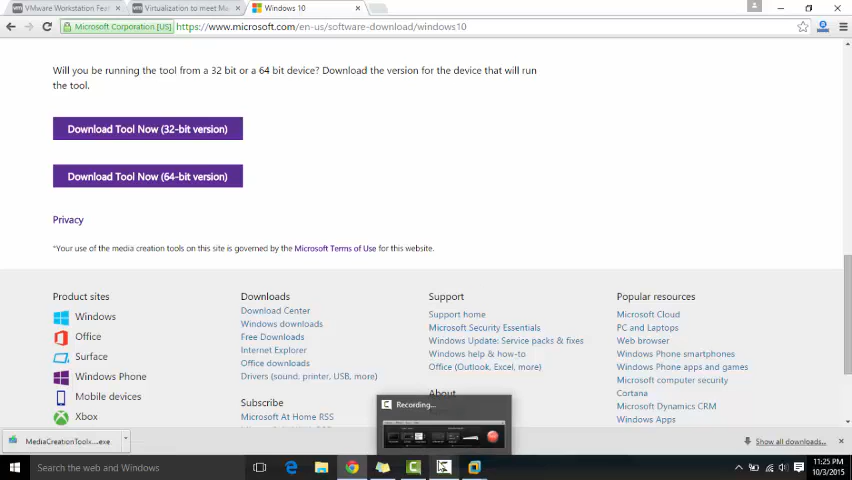 VMware Workstation Feat
Virtualization to meet Ma
Windows 10
Microsoft Corporation [US]
https://www.microsoft.com/en-us/software-download/windows10
Will you be running the tool from a 32 bit or a 64 bit device? Download the version for the device that will run
the tool.
Download Tool Now (32-bit version)
Download Tool Now (64-bit version)
Privacy
*Your use of the media creation tools on this site is governed by the Microsoft Terms of Use for this website.
Product sites
Windows
Office
Surface
Windows Phone
Mobile devices
Xbox
Downloads
Download Center
Windows downloads
Free Downloads
Internet Explorer
Office downloads
Drivers (sound, printer, USB, more)
Subscribe
Microsoft At Home RSS
Support
Support home
Microsoft Security Essentials
Windows Update: Service packs & fixes
Windows help & how-to
Office (Outlook, Excel, more)
About
Popular resources
Microsoft Cloud
PC and Laptops
Web browser
Windows Phone smartphones
Windows Phone apps and games
Microsoft computer security
Cortana
Microsoft Dynamics CRM
Windows Apps
Recording...
MediaCreationToolx....exe
Show all downloads...
Search the web and Windows
11:25 PM
10/3/2015